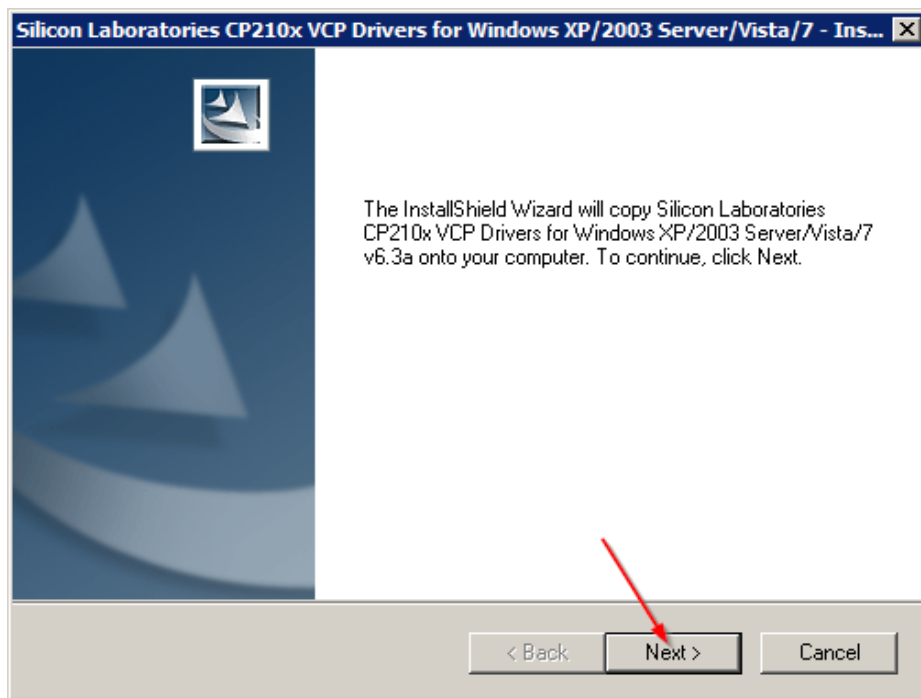 Silicon Laboratories CP210x VCP Drivers for Windows XP/2003 Server/Vista/7 - Ins...
The InstallShield Wizard will copy Silicon Laboratories
CP210x VCP Drivers for Windows XP/2003 Server/Vista/7
v6.3a onto your computer. To continue, click Next.
< Back
Next >
Cancel